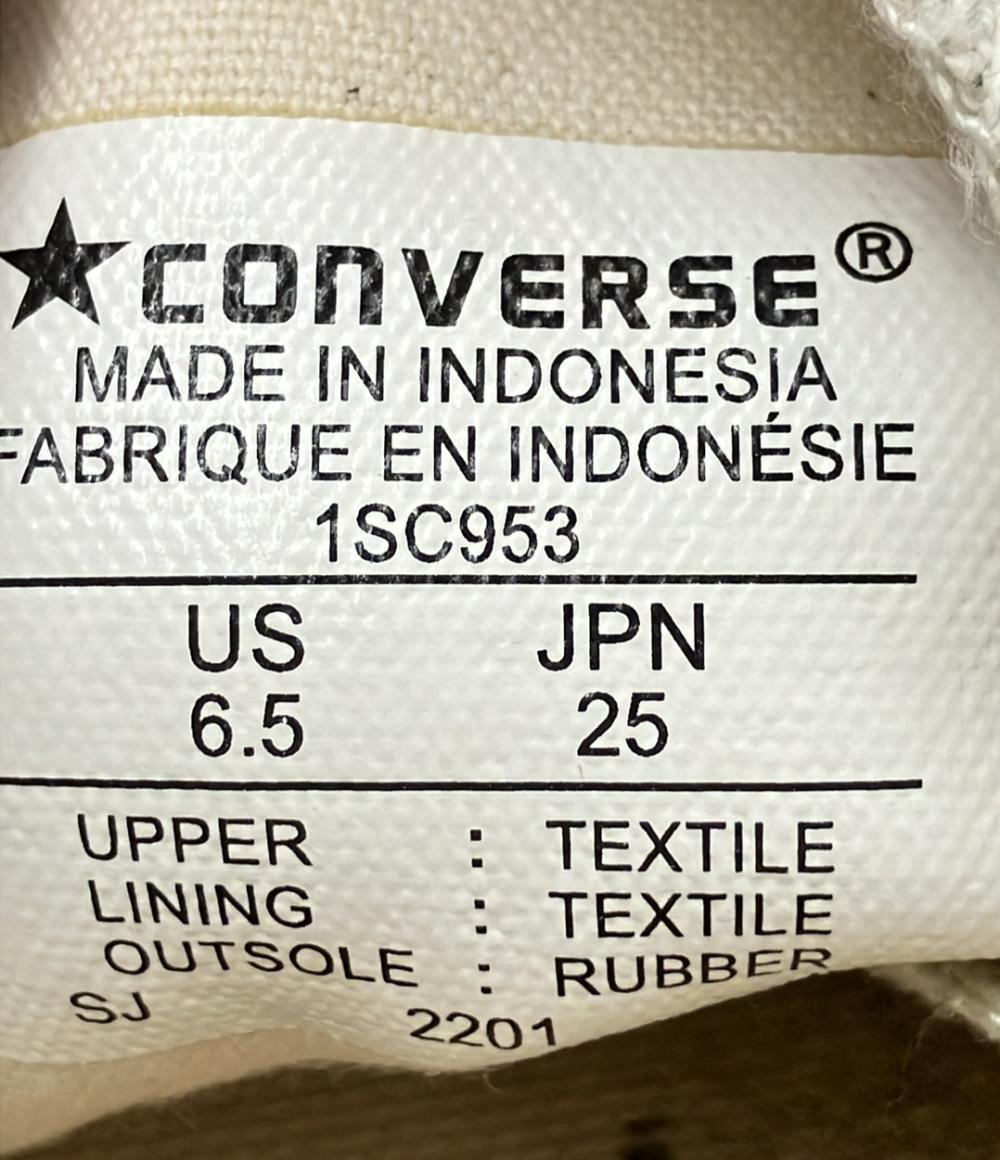 ★CONVERSE®
MADE IN INDONESIA
FABRIQUE EN INDONÉSIE
1SC953
US JPN
6.5 25
UPPER : TEXTILE
LINING : TEXTILE
OUTSOLE : RUBBER
SJ 2201